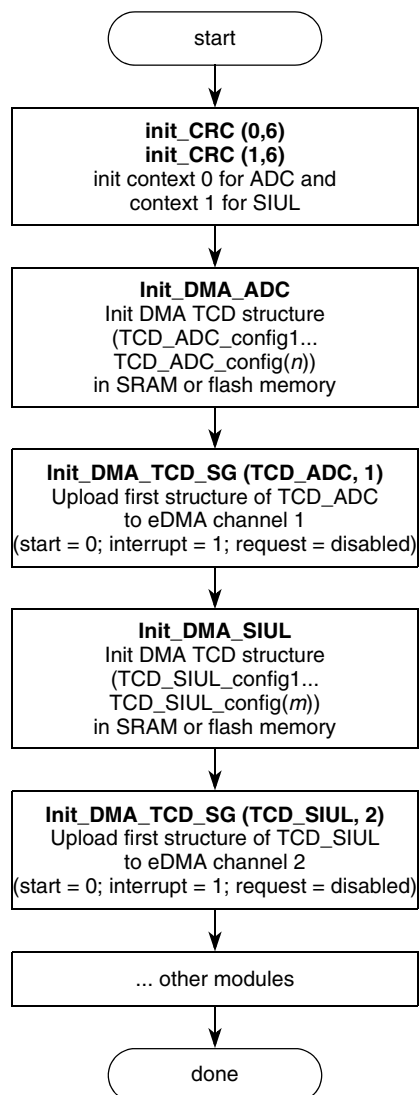 start
init_CRC (0,6)
init_CRC (1,6)
init context 0 for ADC and
context 1 for SIUL
Init_DMA_ADC
Init DMA TCD structure
(TCD_ADC_config1...
TCD_ADC_config(n))
in SRAM or flash memory
Init_DMA_TCD_SG (TCD_ADC, 1)
Upload first structure of TCD_ADC
to eDMA channel 1
(start = 0; interrupt = 1; request = disabled)
Init_DMA_SIUL
Init DMA TCD structure
(TCD_SIUL_config1...
TCD_SIUL_config(m))
in SRAM or flash memory
Init_DMA_TCD_SG (TCD_SIUL, 2)
Upload first structure of TCD_SIUL
to eDMA channel 2
(start = 0; interrupt = 1; request = disabled)
... other modules
done